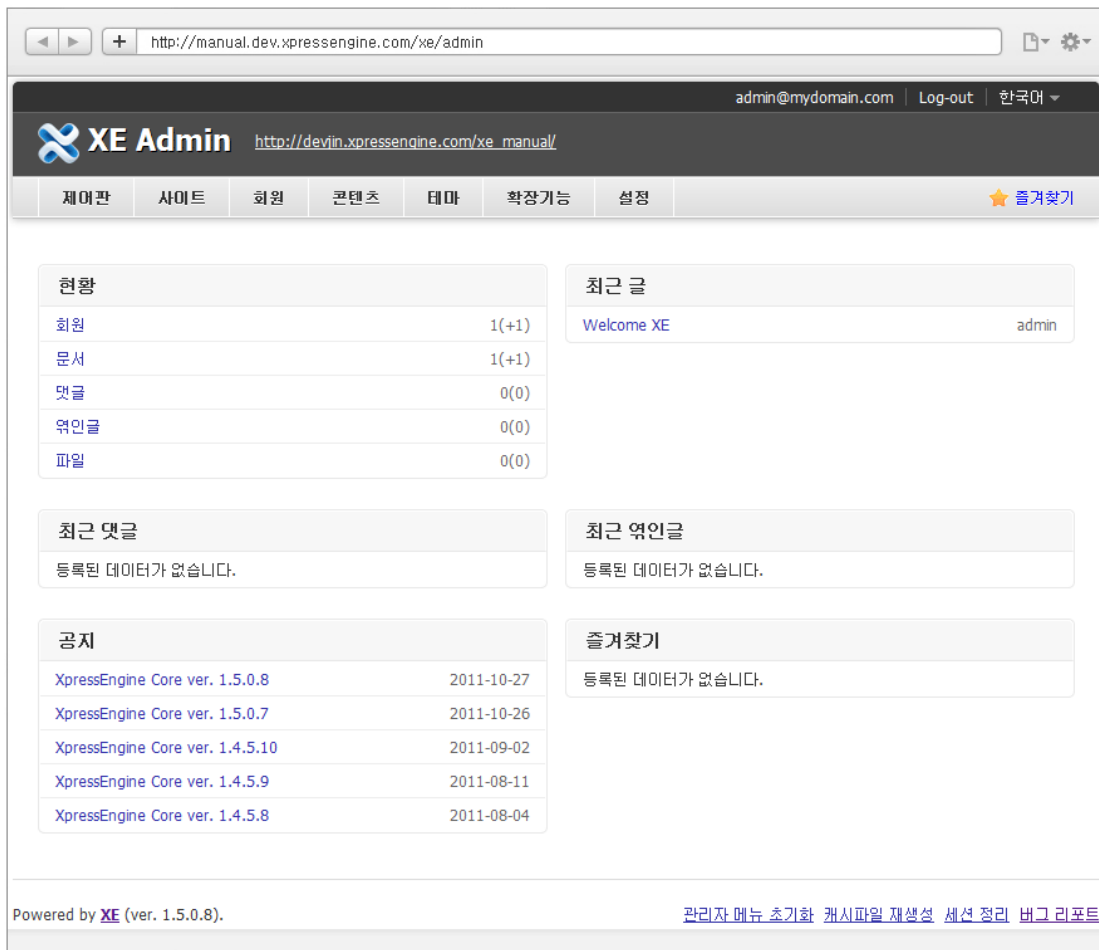 http://manual.dev.xpressengine.com/xe/admin
admin@mydomain.com Log-out 한국어
XE Admin http://devjin.xpressengine.com/xe_manual/
제어판 사이트 회원 콘텐츠 테마 확장기능 설정 즐겨찾기
현황
회원 1(+1)
문서 1(+1)
댓글 0(0)
엮인글 0(0)
파일 0(0)
최근 글
Welcome XE admin
최근 댓글
등록된 데이터가 없습니다.
최근 엮인글
등록된 데이터가 없습니다.
공지
XpressEngine Core ver. 1.5.0.8 2011-10-27
XpressEngine Core ver. 1.5.0.7 2011-10-26
XpressEngine Core ver. 1.4.5.10 2011-09-02
XpressEngine Core ver. 1.4.5.9 2011-08-11
XpressEngine Core ver. 1.4.5.8 2011-08-04
즐겨찾기
등록된 데이터가 없습니다.
Powered by XE (ver. 1.5.0.8). 관리자 메뉴 초기화 캐시파일 재생성 세션 정리 버그 리포트